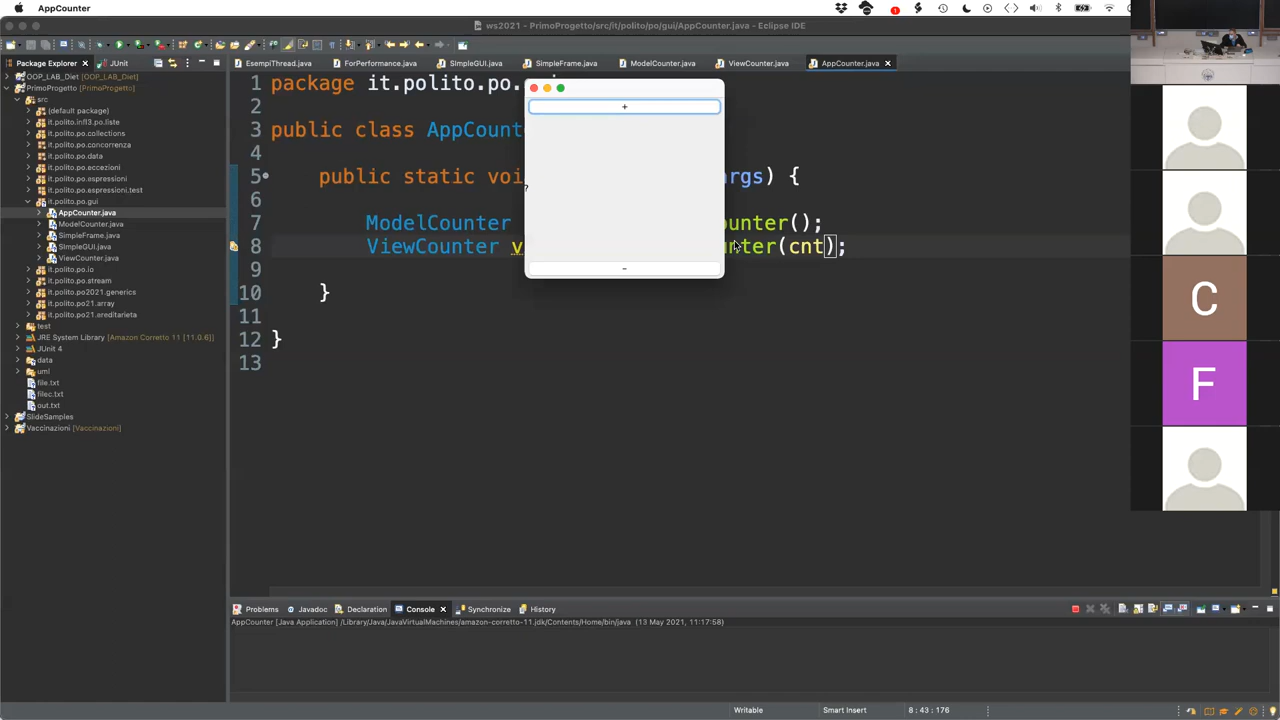 AppCounter
ws2021 - PrimoProgetto/src/it/polito/po/gui/AppCounter.java - Eclipse IDE
Package Explorer
JUnit
EsempiThread.java
ForPerformance.java
SImpleGUI.java
SimpleFrame.java
ModelCounter.java
ViewCounter.java
AppCounter.java
OOP_LAB_Diet [OOP_LAB_Diet]
PrimoProgetto [PrimoProgetto]
src
(default package)
it.polito.infl3.po.liste
it.polito.po.collections
it.polito.po.concorrenza
it.polito.po.data
it.polito.po.eccezioni
it.polito.po.espressioni
it.polito.po.espressioni.test
it.polito.po.gui
AppCounter.java
ModelCounter.java
SimpleFrame.java
SImpleGUI.java
ViewCounter.java
it.polito.po.io
it.polito.po.stream
it.polito.po2021.generics
it.polito.po21.array
it.polito.po21.ereditarieta
test
JRE System Library [Amazon Corretto 11 [11.0.6]]
JUnit 4
data
uml
file.txt
filec.txt
out.txt
SlideSamples
Vaccinazioni [Vaccinazioni]
1 package it.polito.po.
2
3 public class AppCount
4
5 public static voi args) {
6
7 ModelCounter ounter();
8 ViewCounter v nter(cnt);
9
10 }
11
12 }
13
+
?
-
C
F
Problems
Javadoc
Declaration
Console
Synchronize
History
AppCounter [Java Application] /Library/Java/JavaVirtualMachines/amazon-corretto-11.jdk/Contents/Home/bin/java (13 May 2021, 11:17:58)
Writable
Smart Insert
8 : 43 : 176